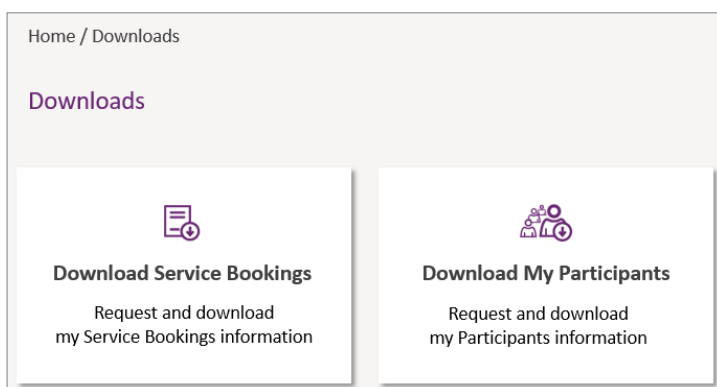 Home / Downloads
Downloads
Download Service Bookings
Request and download
my Service Bookings information
Download My Participants
Request and download
my Participants information